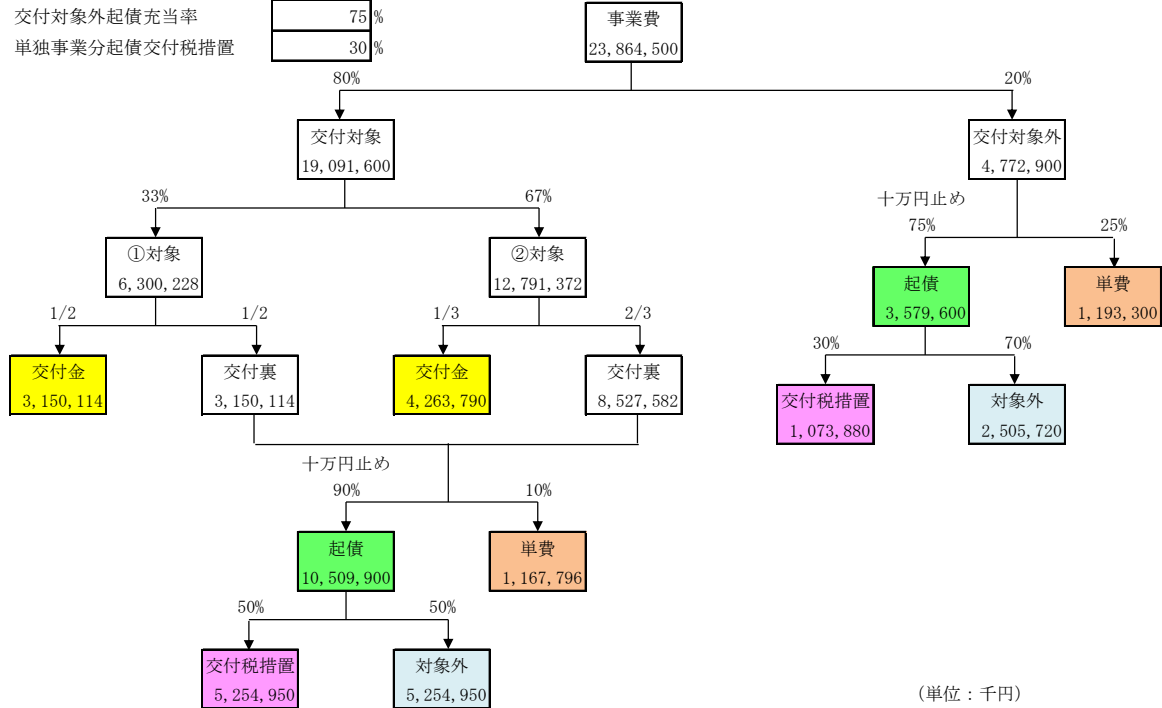 交付対象外起債充当率 75 %
単独事業分起債交付税措置 30 %
事業費
23,864,500
80% 20%
交付対象
19,091,600
交付対象外
4,772,900
33% 67%
十万円止め
75% 25%
①対象
6,300,228
②対象
12,791,372
起債
3,579,600
単費
1,193,300
1/2 1/2 1/3 2/3
30% 70%
交付金
3,150,114
交付裏
3,150,114
交付金
4,263,790
交付裏
8,527,582
交付税措置
1,073,880
対象外
2,505,720
十万円止め
90% 10%
起債
10,509,900
単費
1,167,796
50% 50%
交付税措置
5,254,950
対象外
5,254,950
(単位:千円)